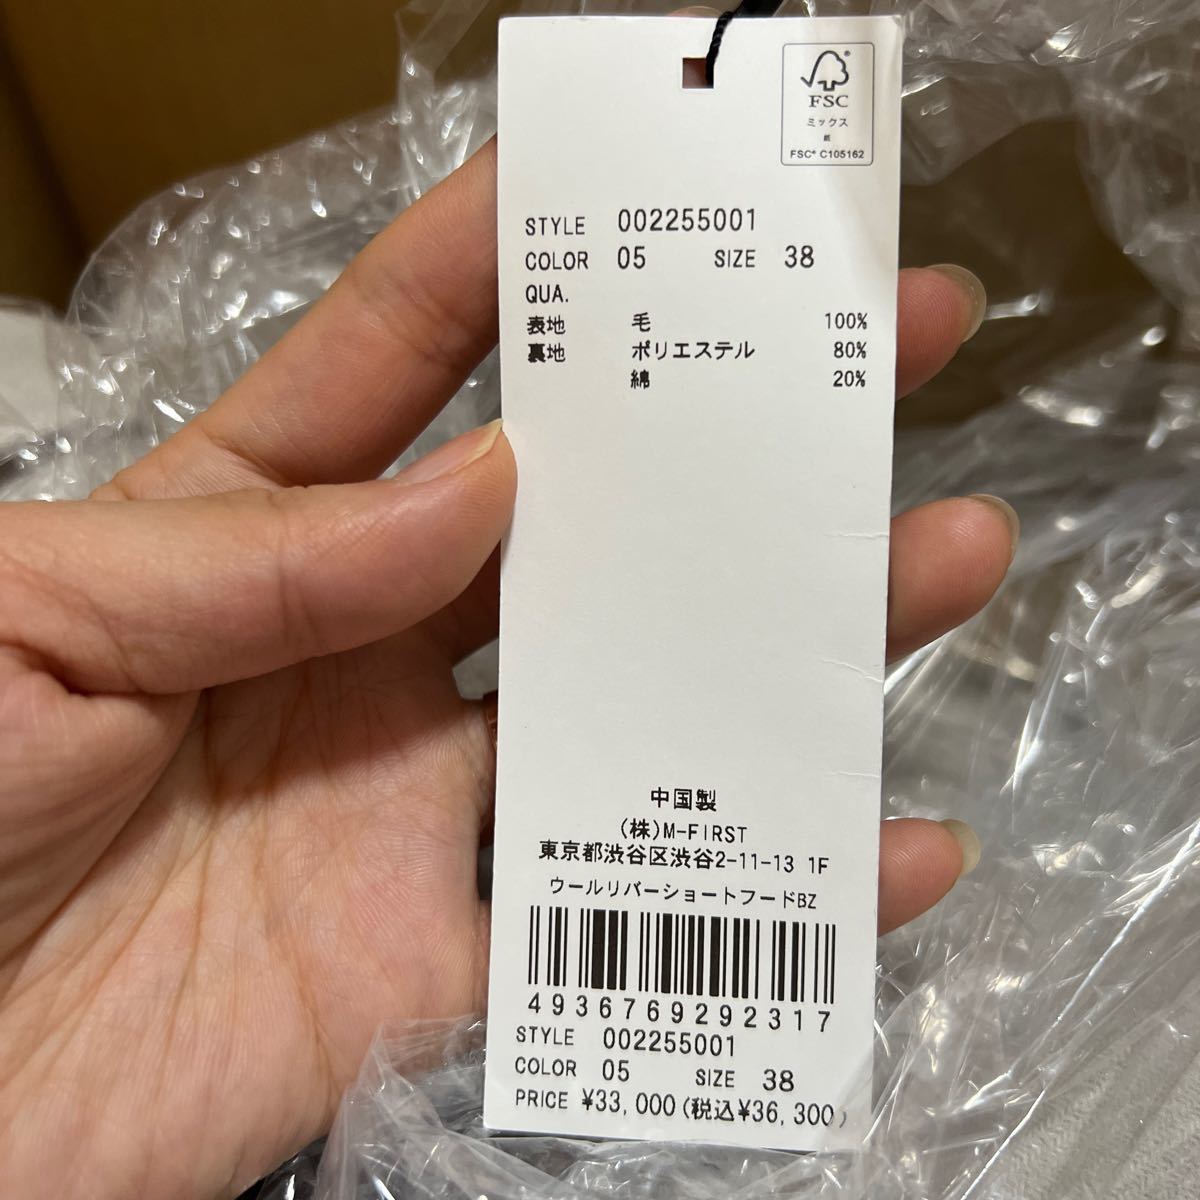 FSC®
ミックス
紙
FSC® C105162
STYLE 002255001
COLOR 05 SIZE 38
QUA.
表地 毛 100%
裏地 ポリエステル 80%
綿 20%
中国製
(株)M-FIRST
東京都渋谷区渋谷2-11-13 1F
ウールリバーショートフードBZ
4936769292317
STYLE 002255001
COLOR 05 SIZE 38
PRICE ¥33,000(税込¥36,300)